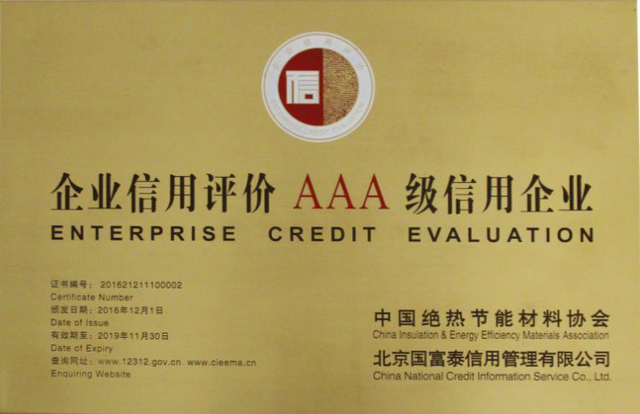 信
企业信用评价 AAA 级信用企业
ENTERPRISE CREDIT EVALUATION
证书编号： 201621211100002
Certificate Number
颁发日期：2016年12月1日
Date of Issue
有效期至：2019年11月30日
Date of Expiry
查询网址：www.12312.gov.cn www.cieema.cn
Enquiring Website
中国绝热节能材料协会
China Insulation & Energy Efficiency Materials Association
北京国富泰信用管理有限公司
China National Credit Information Service Co., Ltd.